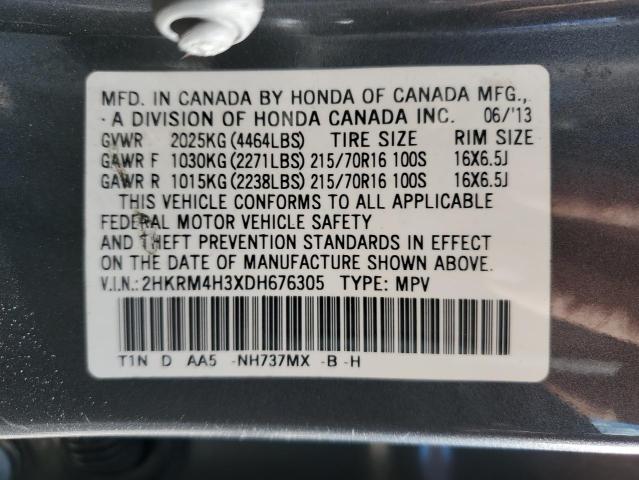 MFD. IN CANADA BY HONDA OF CANADA MFG.,
A DIVISION OF HONDA CANADA INC. 06/'13
GVWR 2025KG (4464LBS) TIRE SIZE RIM SIZE
GAWR F 1030KG (2271LBS) 215/70R16 100S 16X6.5J
GAWR R 1015KG (2238LBS) 215/70R16 100S 16X6.5J
THIS VEHICLE CONFORMS TO ALL APPLICABLE
FEDERAL MOTOR VEHICLE SAFETY
AND THEFT PREVENTION STANDARDS IN EFFECT
ON THE DATE OF MANUFACTURE SHOWN ABOVE.
V.I.N.: 2HKRM4H3XDH676305 TYPE: MPV
T1N D AA5 -NH737MX -B -H